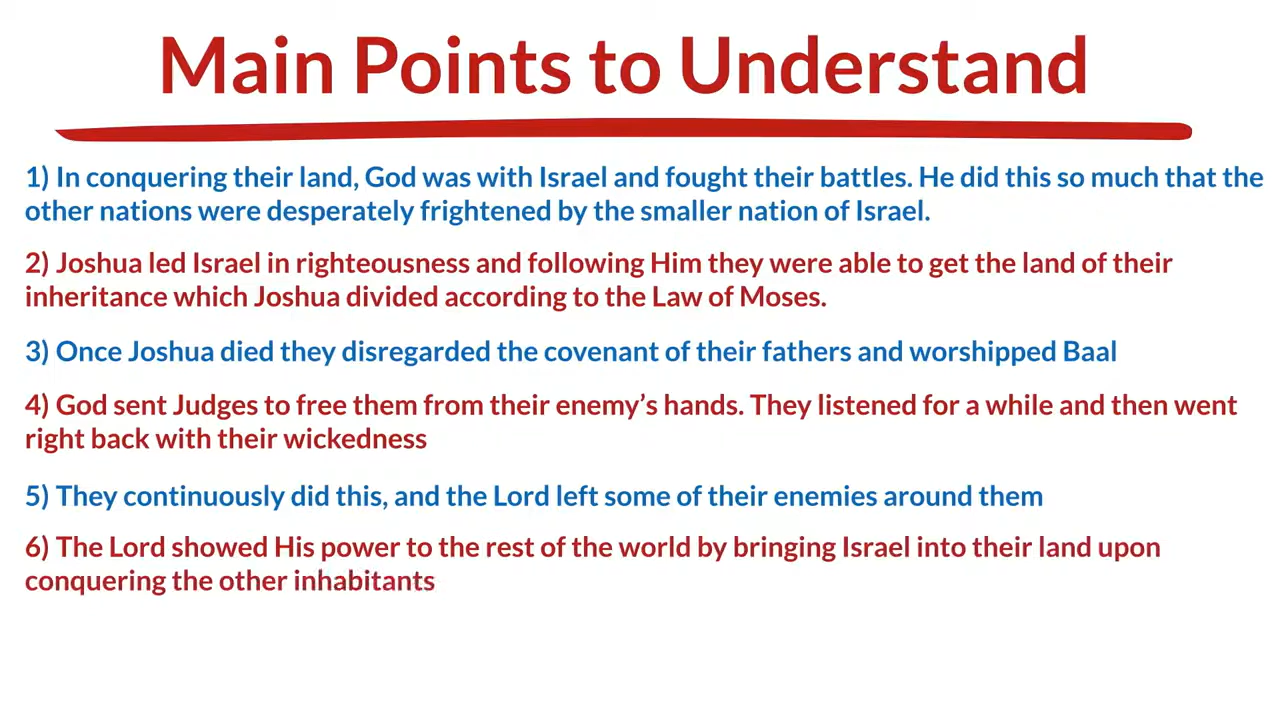 Main Points to Understand
1) In conquering their land, God was with Israel and fought their battles. He did this so much that the
other nations were desperately frightened by the smaller nation of Israel.
2) Joshua led Israel in righteousness and following Him they were able to get the land of their
inheritance which Joshua divided according to the Law of Moses.
3) Once Joshua died they disregarded the covenant of their fathers and worshipped Baal
4) God sent Judges to free them from their enemy’s hands. They listened for a while and then went
right back with their wickedness
5) They continuously did this, and the Lord left some of their enemies around them
6) The Lord showed His power to the rest of the world by bringing Israel into their land upon
conquering the other inhabitants